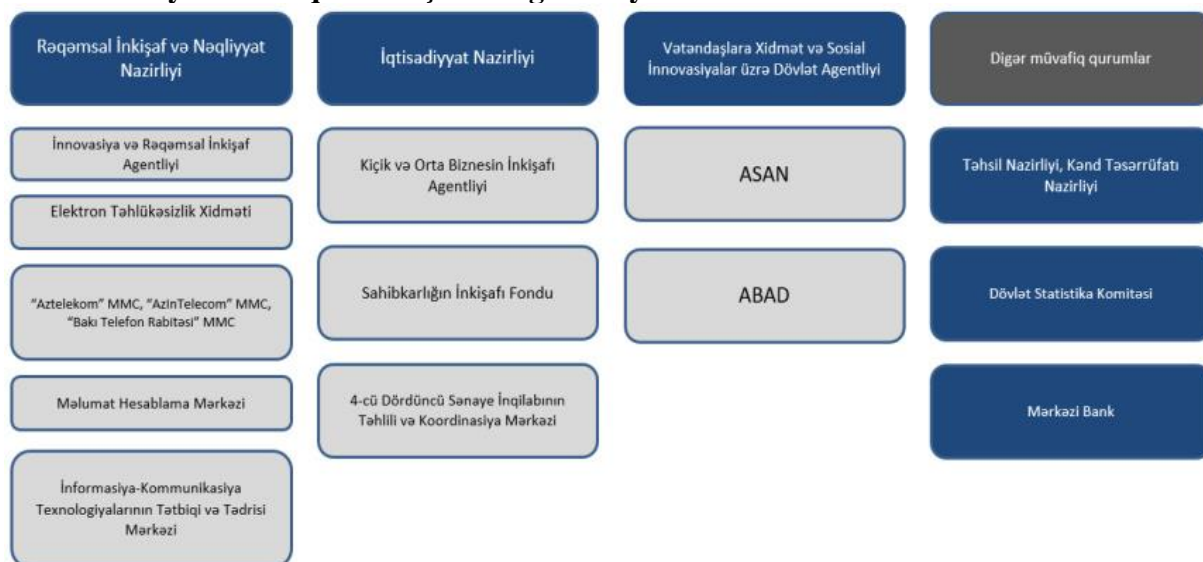 Rəqəmsal İnkişaf və Nəqliyyat
Nazirliyi
İnnovasiya və Rəqəmsal İnkişaf
Agentliyi
Elektron Təhlükəsizlik Xidməti
“Aztelekom” MMC, “AzInTelecom” MMC,
“Bakı Telefon Rabitəsi” MMC
Məlumat Hesablama Mərkəzi
İnformasiya-Kommunikasiya
Texnologiyalarının Tətbiqi və Tədrisi
Mərkəzi
İqtisadiyyat Nazirliyi
Kiçik və Orta Biznesin İnkişafı
Agentliyi
Sahibkarlığın İnkişafı Fondu
4-cü Dördüncü Sənaye İnqilabının
Təhlili və Koordinasiya Mərkəzi
Vətəndaşlara Xidmət və Sosial
İnnovasiyalar üzrə Dövlət Agentliyi
ASAN
ABAD
Digər müvafiq qurumlar
Təhsil Nazirliyi, Kənd Təsərrüfatı
Nazirliyi
Dövlət Statistika Komitəsi
Mərkəzi Bank